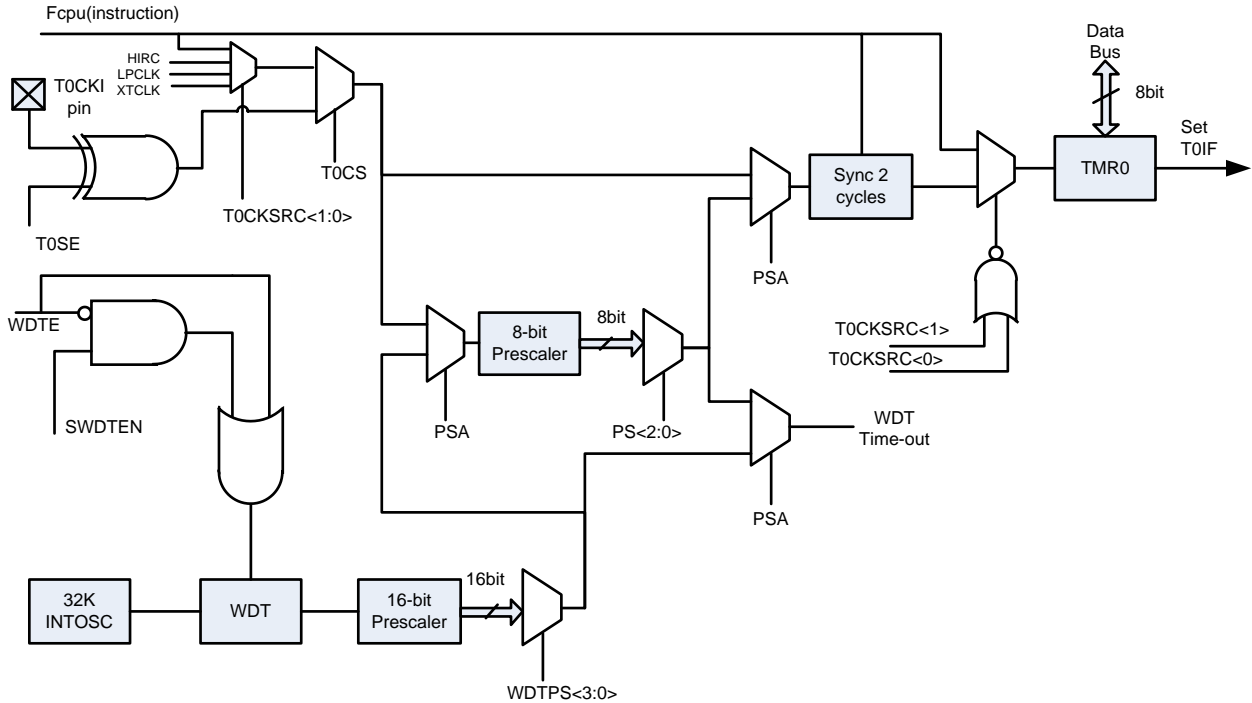 Fcpu(instruction)
HIRC
LPCLK
XTCLK
T0CKI
pin
T0SE
T0CS
T0CKSRC<1:0>
Data
Bus
8bit
Set
T0IF
TMR0
Sync 2
cycles
PSA
T0CKSRC<1>
T0CKSRC<0>
WDTE
SWDTEN
8-bit
Prescaler
8bit
PSA
PS<2:0>
WDT
Time-out
PSA
32K
INTOSC
WDT
16-bit
Prescaler
16bit
WDTPS<3:0>